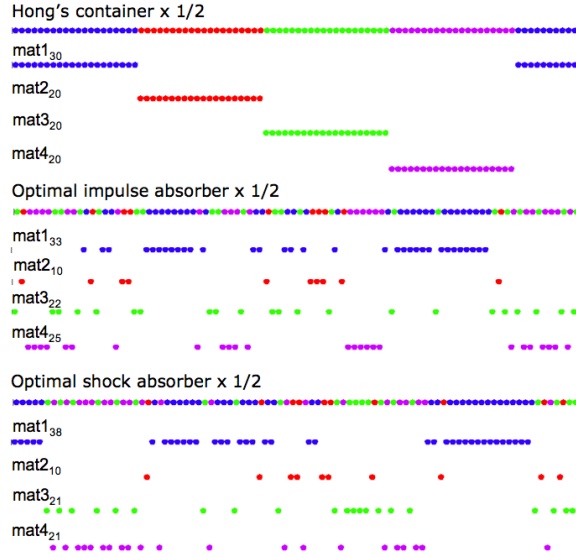 Hong's container x 1/2
mat1₃₀
mat2₂₀
mat3₂₀
mat4₂₀
Optimal impulse absorber x 1/2
mat1₃₃
mat2₁₀
mat3₂₂
mat4₂₅
Optimal shock absorber x 1/2
mat1₃₈
mat2₁₀
mat3₂₁
mat4₂₁